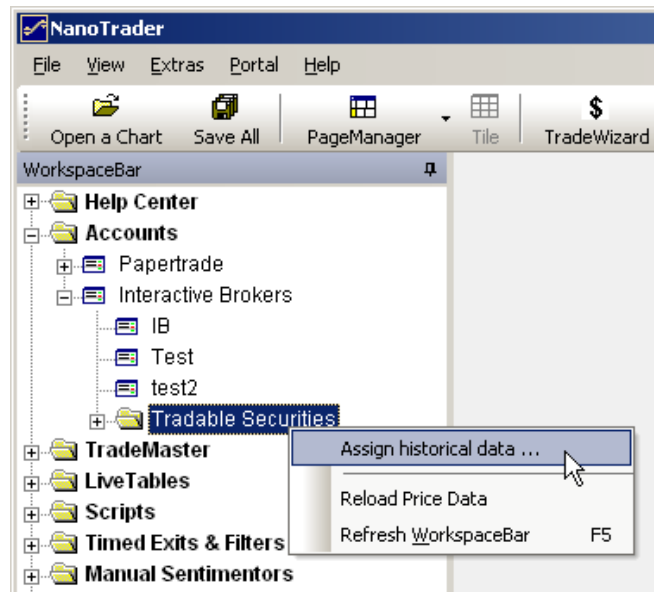 NanoTrader
File View Extras Portal Help
Open a Chart Save All PageManager Tile $ TradeWizard
WorkspaceBar
Help Center
Accounts
Papertrade
Interactive Brokers
IB
Test
test2
Tradable Securities
TradeMaster Assign historical data ...
LiveTables
Scripts Reload Price Data
Timed Exits & Filters Refresh WorkspaceBar F5
Manual Sentimentors